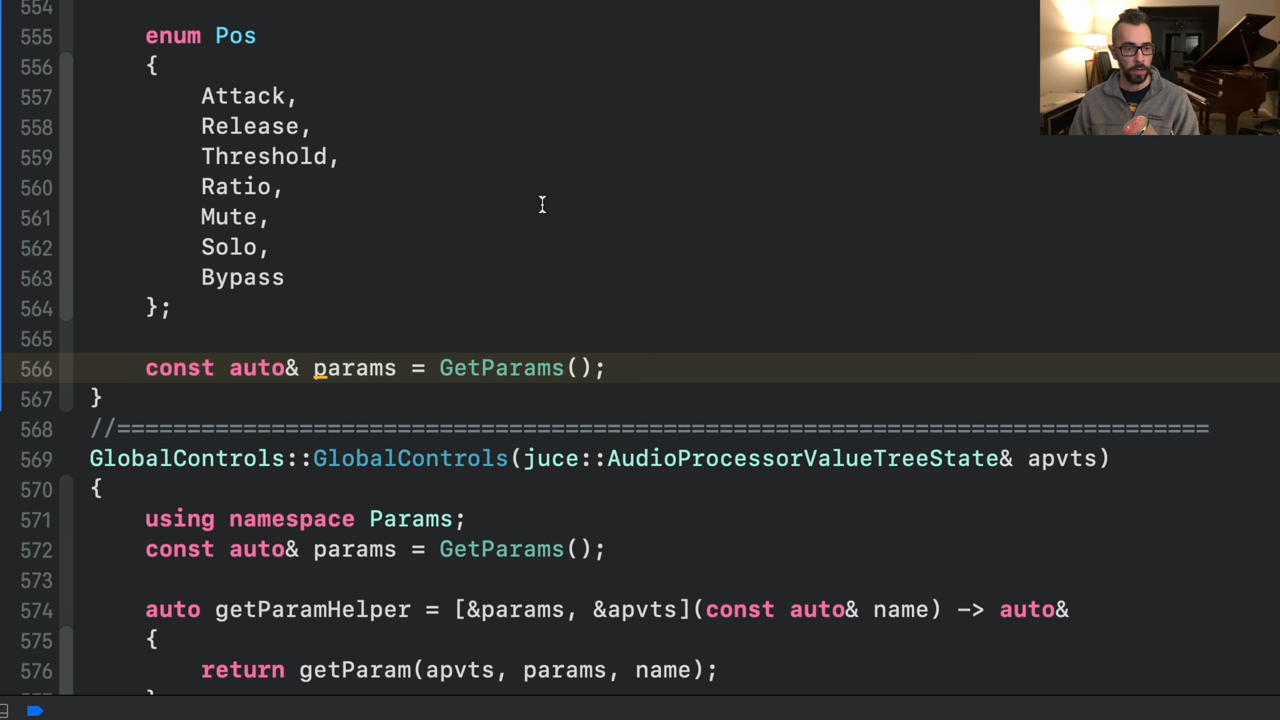 554
555 enum Pos
556 {
557 Attack,
558 Release,
559 Threshold,
560 Ratio,
561 Mute,
562 Solo,
563 Bypass
564 };
565
566 const auto& params = GetParams();
567 }
568 //==============================================================================
569 GlobalControls::GlobalControls(juce::AudioProcessorValueTreeState& apvts)
570 {
571 using namespace Params;
572 const auto& params = GetParams();
573
574 auto getParamHelper = [&params, &apvts](const auto& name) -> auto&
575 {
576 return getParam(apvts, params, name);